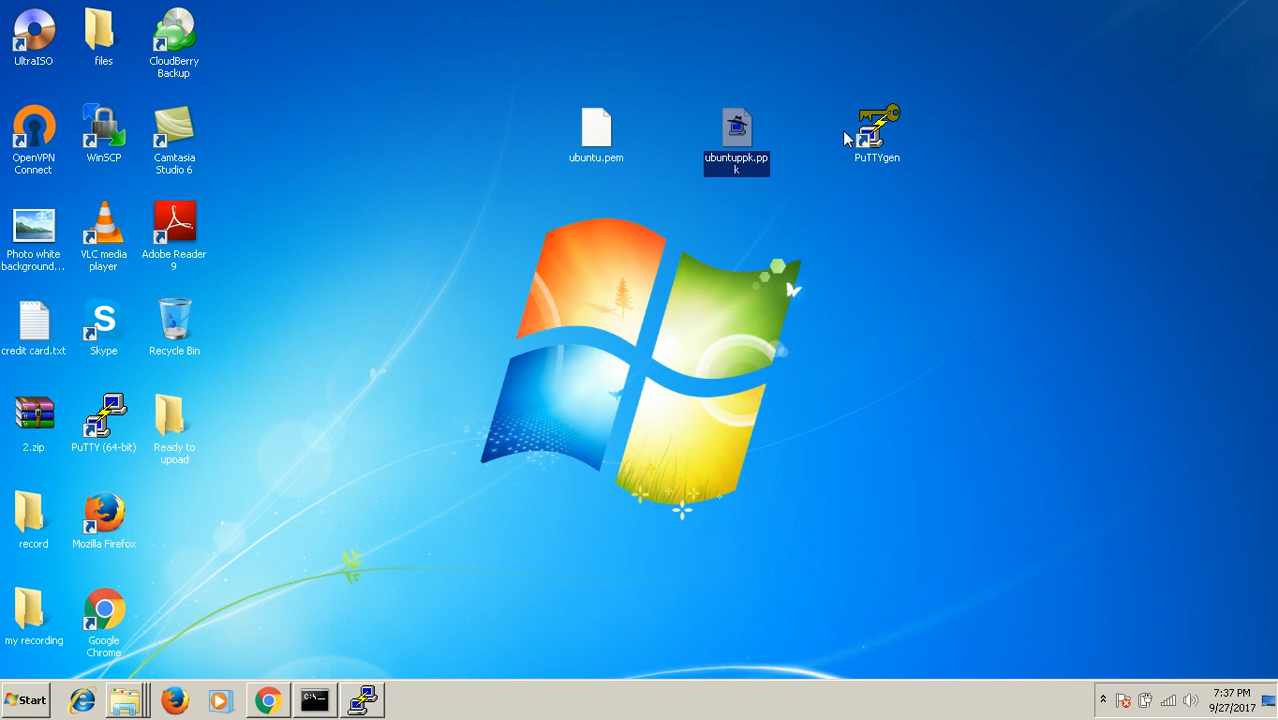 UltraISO
files
CloudBerry
Backup
OpenVPN
Connect
WinSCP
Camtasia
Studio 6
ubuntu.pem
ubuntuppk.pp
k
PuTTYgen
Photo white
background...
VLC media
player
Adobe Reader
9
credit card.txt
Skype
Recycle Bin
2.zip
PuTTY (64-bit)
Ready to
upoad
record
Mozilla Firefox
my recording
Google
Chrome
Start
C:\_
7:37 PM
9/27/2017